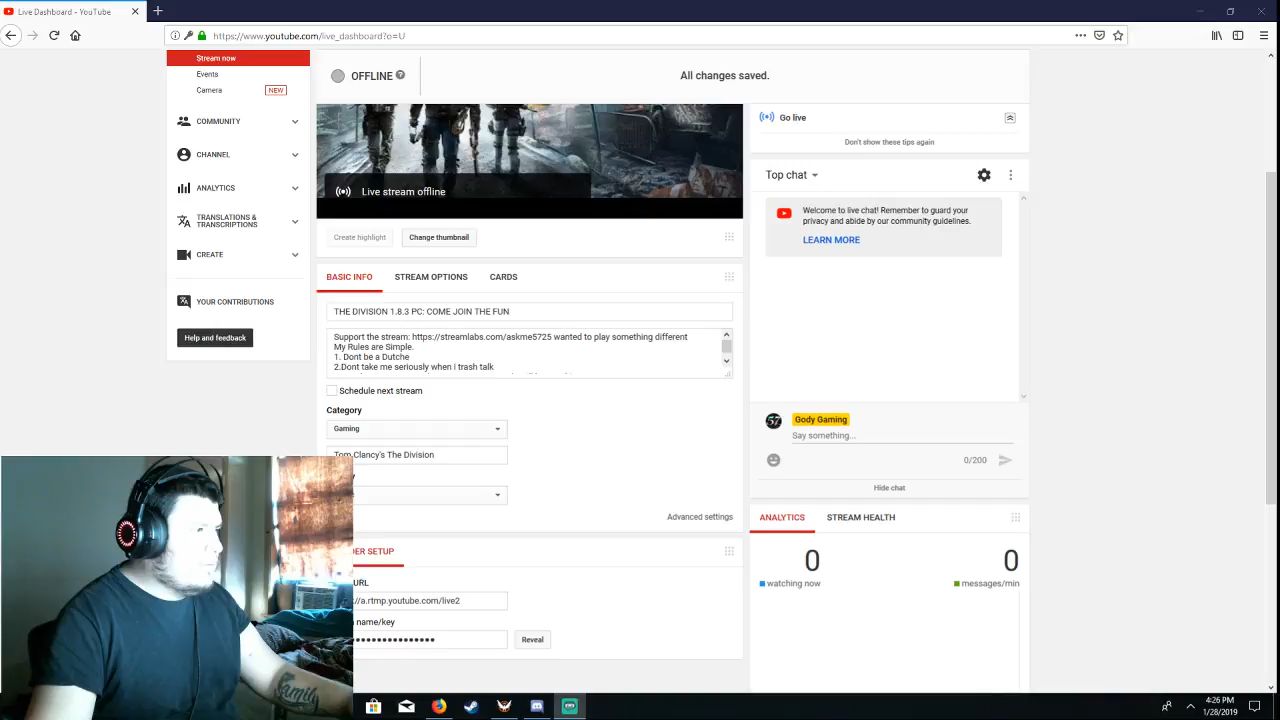 Live Dashboard - YouTube
https://www.youtube.com/live_dashboard?o=U
Stream now
Events
Camera NEW
COMMUNITY
CHANNEL
ANALYTICS
TRANSLATIONS &
TRANSCRIPTIONS
CREATE
YOUR CONTRIBUTIONS
Help and feedback
OFFLINE ?
All changes saved.
Live stream offline
Create highlight
Change thumbnail
BASIC INFO STREAM OPTIONS CARDS
THE DIVISION 1.8.3 PC: COME JOIN THE FUN
Support the stream: https://streamlabs.com/askme5725 wanted to play something different
My Rules are Simple.
1. Dont be a Dutche
2.Dont take me seriously when i trash talk
Schedule next stream
Category
Gaming
Tom Clancy's The Division
Advanced settings
DER SETUP
URL
://a.rtmp.youtube.com/live2
name/key
Reveal
Go live
Don't show these tips again
Top chat
Welcome to live chat! Remember to guard your
privacy and abide by our community guidelines.
LEARN MORE
57
Gody Gaming
Say something...
0/200
Hide chat
ANALYTICS STREAM HEALTH
0 0
watching now messages/min
Family
4:26 PM
1/28/2019